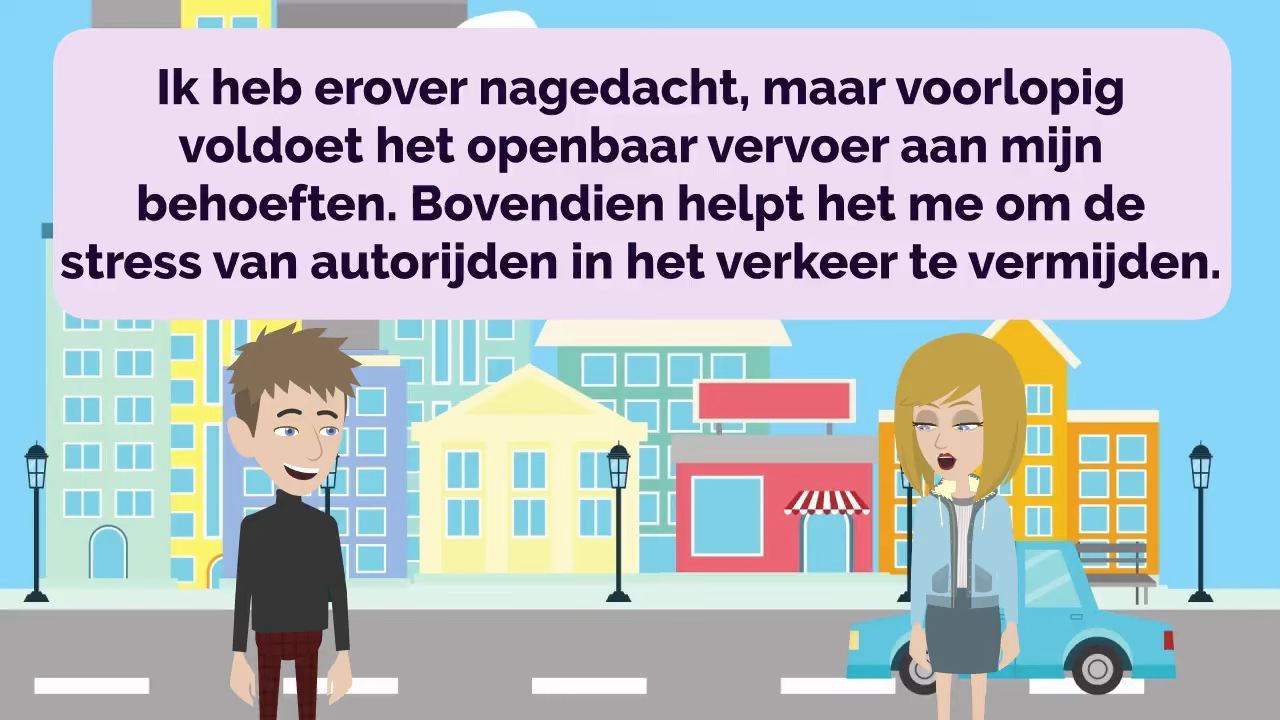 Ik heb erover nagedacht, maar voorlopig
voldoet het openbaar vervoer aan mijn
behoeften. Bovendien helpt het me om de
stress van autorijden in het verkeer te vermijden.